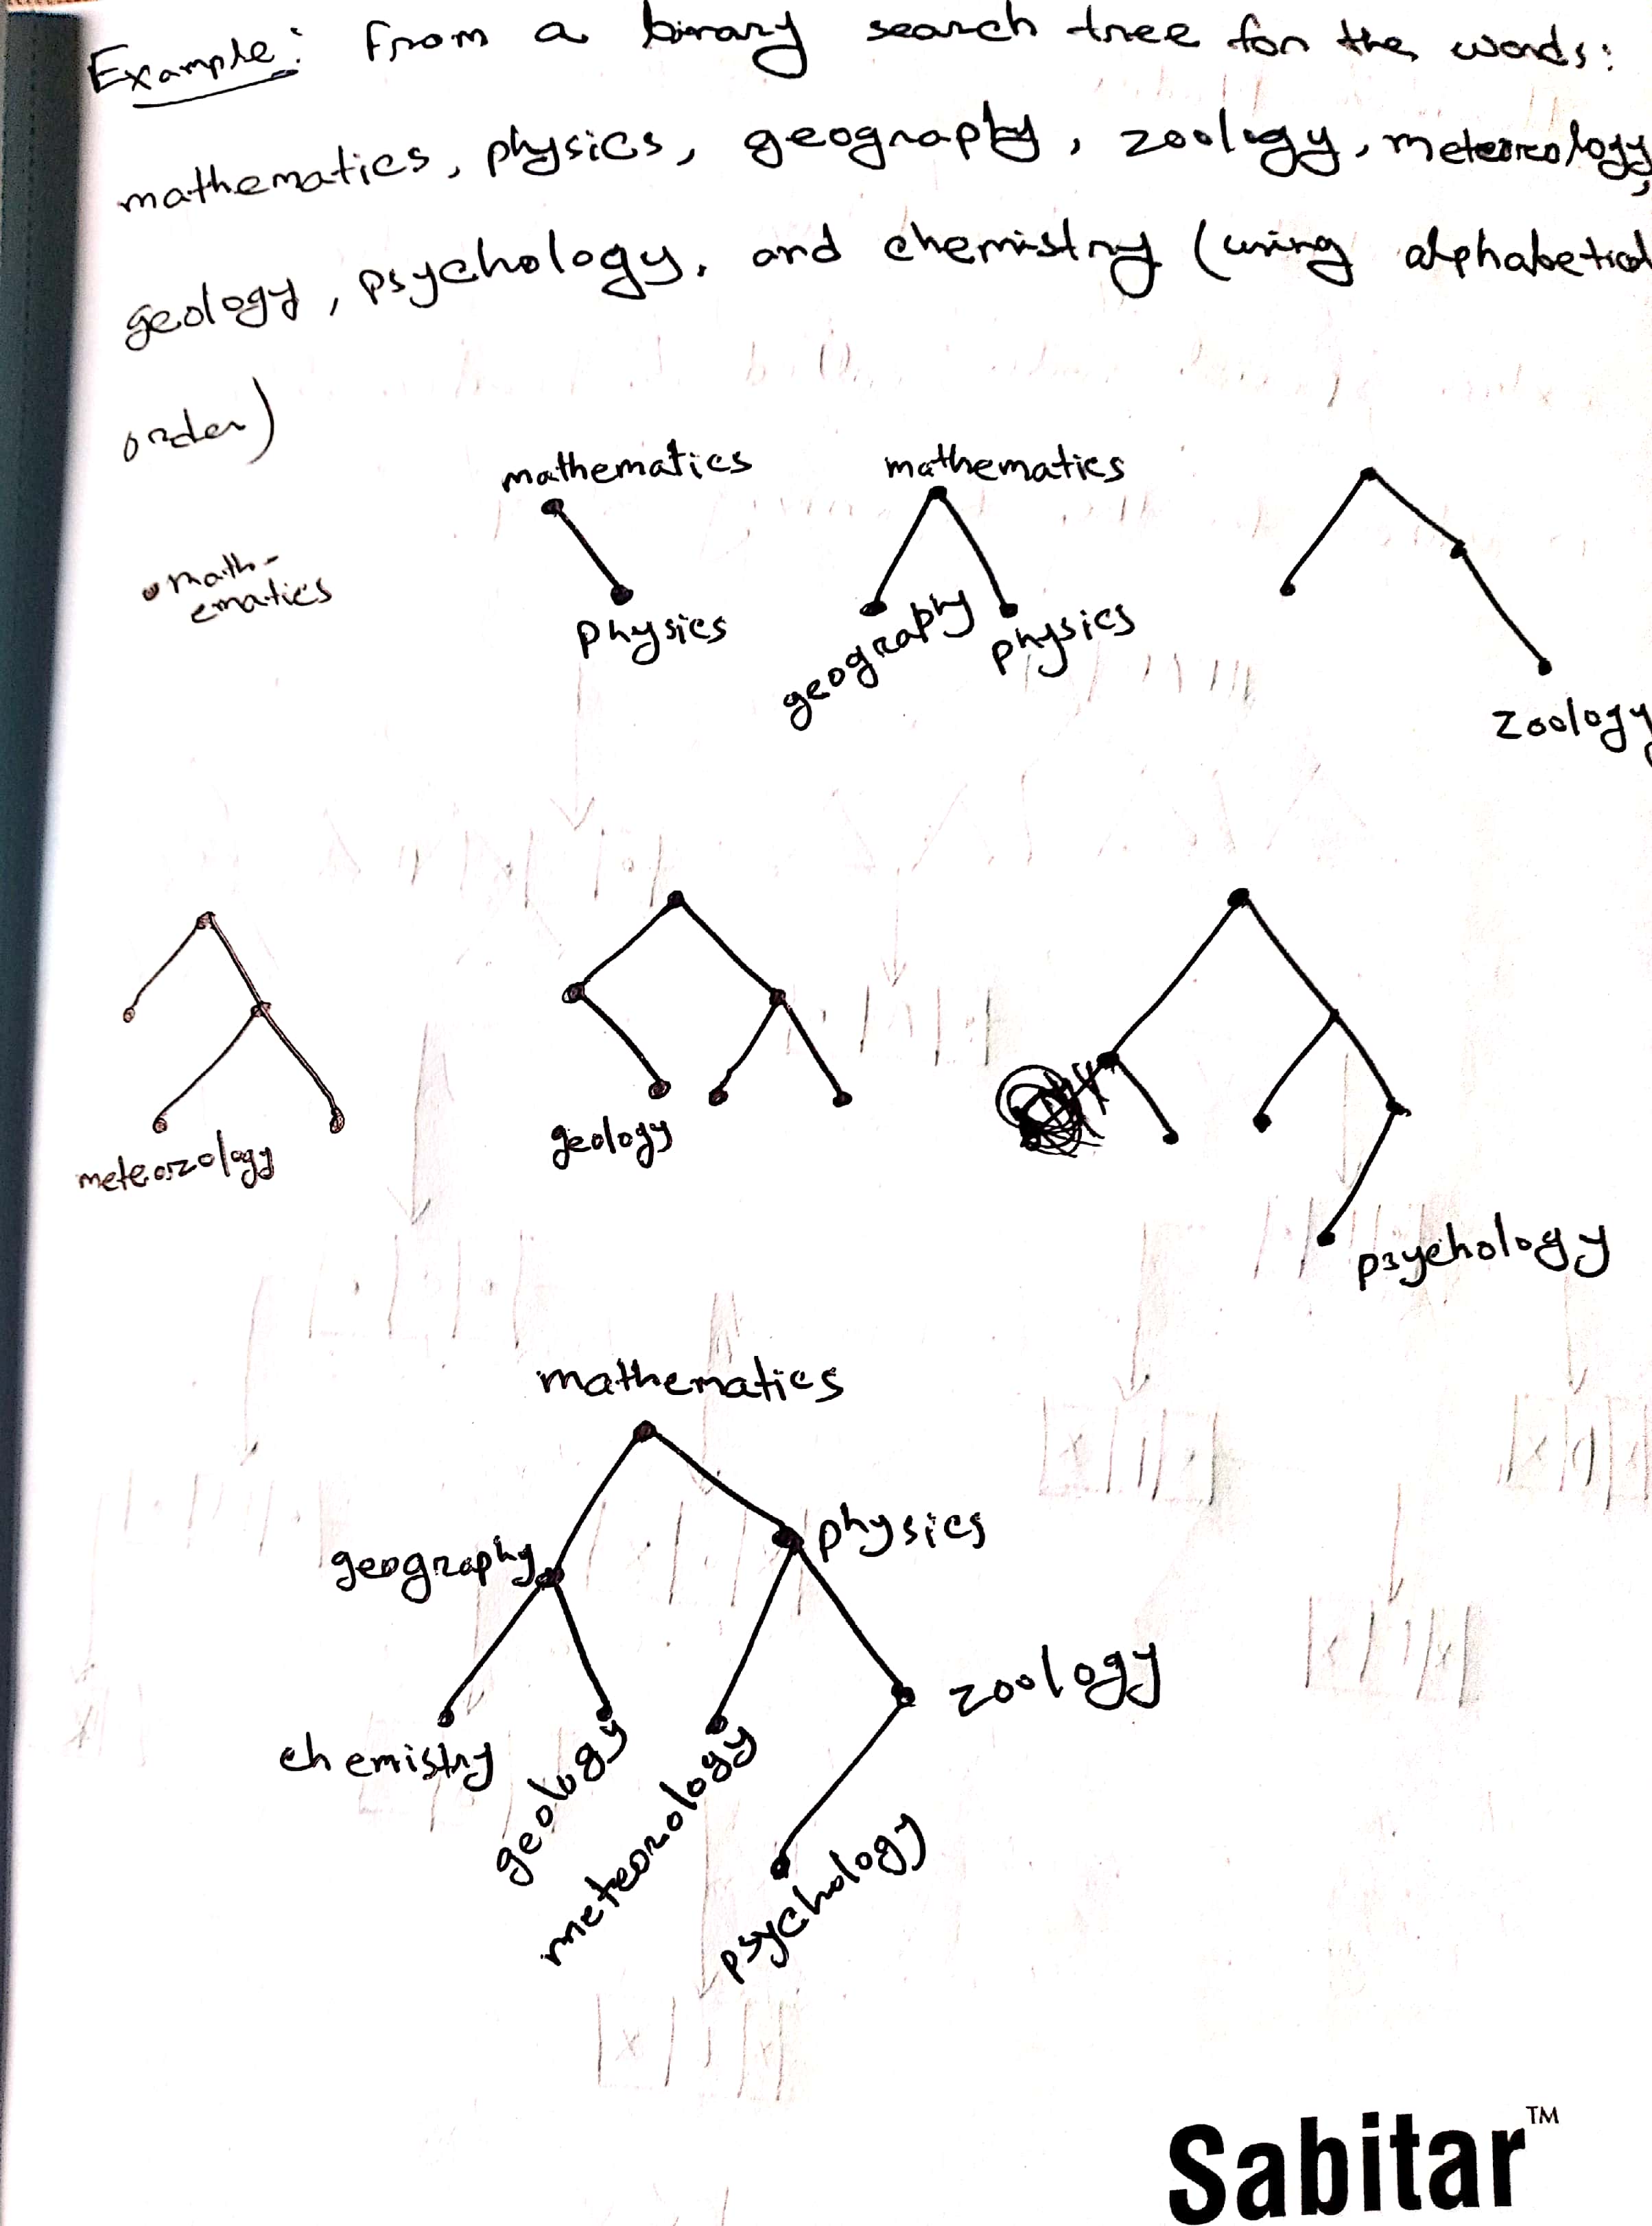 Example: From a binary search tree for the words:
mathematics, physics, geography, zoology, meteorology,
geology, psychology, and chemistry (using alphabetical
order)
mathematics mathematics
math-
ematics
physics geography physics
zoology
meteorology geology
psychology
mathematics
geography physics
zoology
chemistry geology meteorology
psychology
Sabitar™